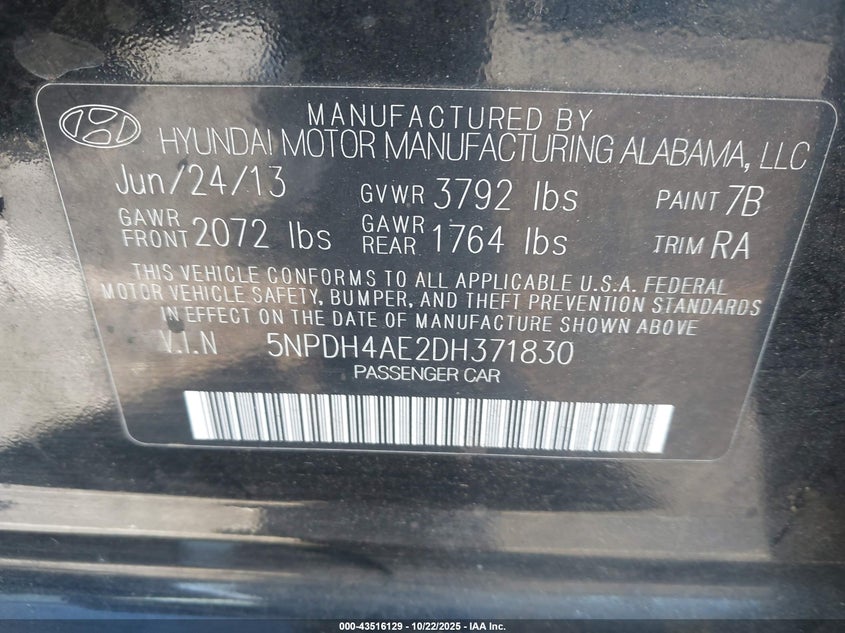 MANUFACTURED BY
HYUNDAI MOTOR MANUFACTURING ALABAMA, LLC
Jun/24/13 GVWR 3792 lbs PAINT 7B
GAWR FRONT 2072 lbs GAWR REAR 1764 lbs TRIM RA
THIS VEHICLE CONFORMS TO ALL APPLICABLE U.S.A. FEDERAL
MOTOR VEHICLE SAFETY, BUMPER, AND THEFT PREVENTION STANDARDS
IN EFFECT ON THE DATE OF MANUFACTURE SHOWN ABOVE
V.I.N 5NPDH4AE2DH371830
PASSENGER CAR
000-43516129 - 10/22/2025 - IAA Inc.